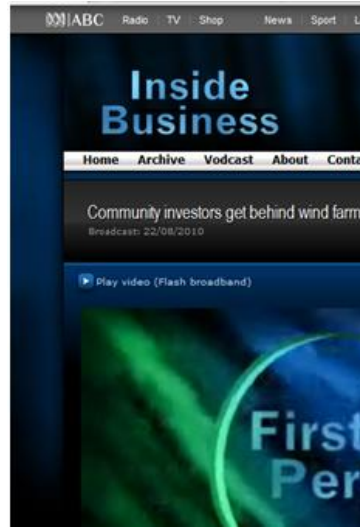 ABC Radio TV Shop News Sport L
Inside
Business
Home Archive Vodcast About Conta
Community investors get behind wind farm
Broadcast: 22/08/2010
Play video (Flash broadband)
First
Per